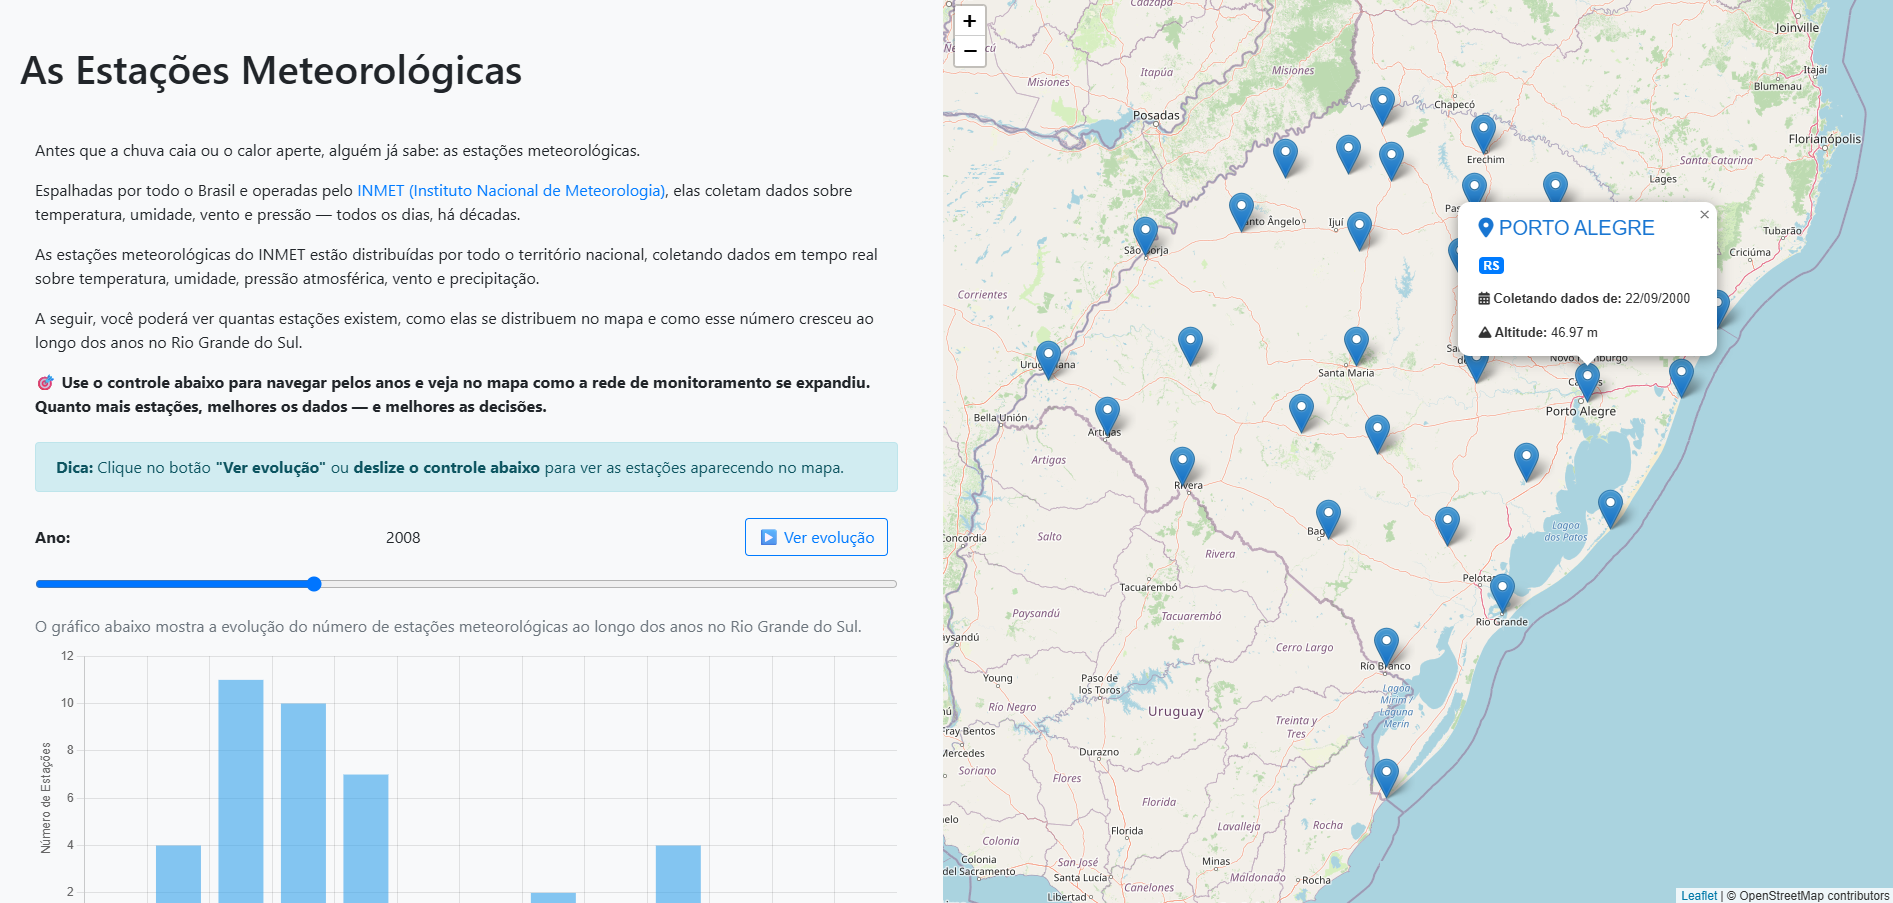 As Estações Meteorológicas
Antes que a chuva caia ou o calor aperte, alguém já sabe: as estações meteorológicas.
Espalhadas por todo o Brasil e operadas pelo INMET (Instituto Nacional de Meteorologia), elas coletam dados sobre
temperatura, umidade, vento e pressão — todos os dias, há décadas.
As estações meteorológicas do INMET estão distribuídas por todo o território nacional, coletando dados em tempo real
sobre temperatura, umidade, pressão atmosférica, vento e precipitação.
A seguir, você poderá ver quantas estações existem, como elas se distribuem no mapa e como esse número cresceu ao
longo dos anos no Rio Grande do Sul.
🎯 Use o controle abaixo para navegar pelos anos e veja no mapa como a rede de monitoramento se expandiu.
Quanto mais estações, melhores os dados — e melhores as decisões.
Dica: Clique no botão "Ver evolução" ou deslize o controle abaixo para ver as estações aparecendo no mapa.
Ano:
2008
Ver evolução
O gráfico abaixo mostra a evolução do número de estações meteorológicas ao longo dos anos no Rio Grande do Sul.
12
10
8
6
4
2
Número de Estações
+
−
Caazapá
Joinville
Misiones
Itapúa
Misiones
Itajaí
Blumenau
Posadas
Chapecó
Florianópolis
Erechim
Santa Catarina
Lages
Santo Ângelo
Ijuí
Tubarão
Criciúma
São Borja
Corrientes
×
PORTO ALEGRE
RS
Coletando dados de: 22/09/2000
Altitude: 46.97 m
Novo Hamburgo
Uruguaiana
Santa Maria
Canoas
Porto Alegre
Bella Unión
Artigas
Artigas
Rivera
Bagé
Lagoa
dos Patos
Concordia
Salto
Rivera
Pelotas
Tacuarembó
Paysandú
Tacuarembó
Rio Grande
aysandú
Cerro Largo
Río Branco
Young
Paso de
los Toros
Lagoa
Mirim
Laguna
Merín
Río Negro
Uruguay
Treinta y
Tres
Fray Bentos
Mercedes
Durazno
Soriano
Flores
Florida
Rocha
Florida
Lavalleja
Colonia
Colonia
del Sacramento
San José
Minas
Santa Lucía
Maldonado
Rocha
Canelones
Libertad
Leaflet | © OpenStreetMap contributors